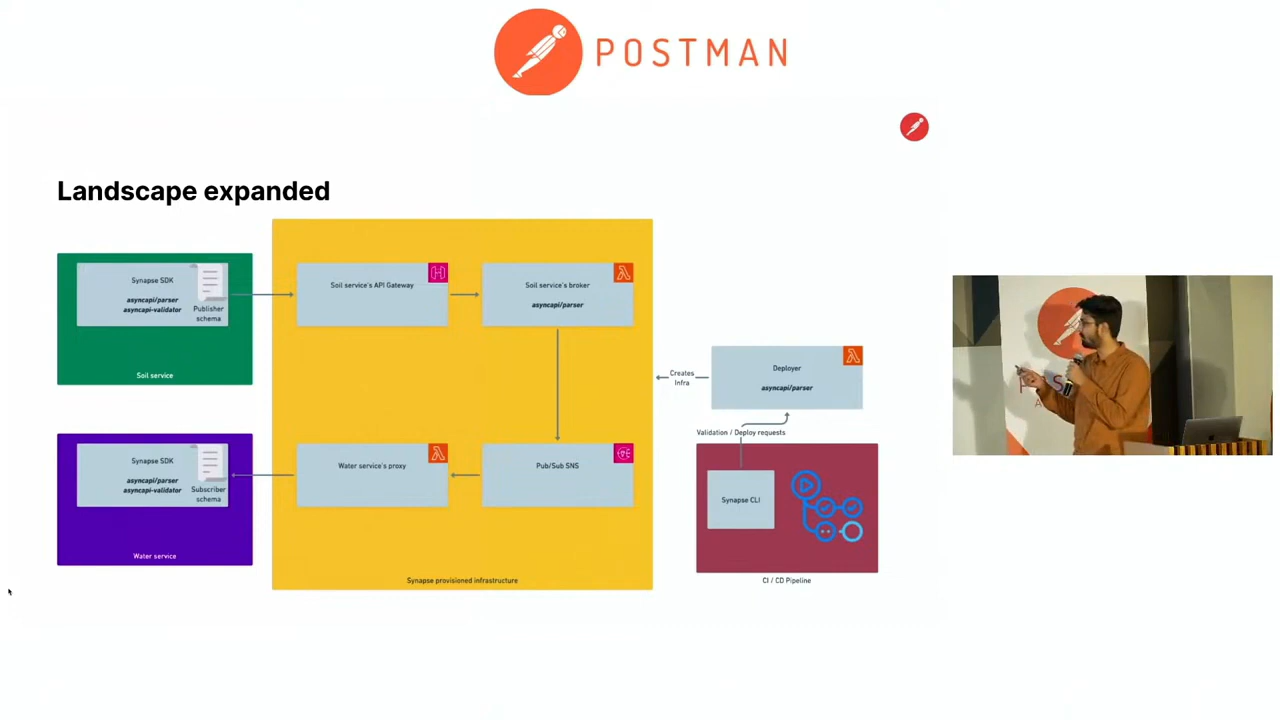 POSTMAN
Landscape expanded
Synapse SDK
asyncapi/parser
asyncapi-validator
Publisher
schema
Soil service
Soil service's API Gateway
Soil service's broker
asyncapi/parser
Deployer
asyncapi/parser
Creates
Infra
Validation / Deploy requests
Synapse SDK
asyncapi/parser
asyncapi-validator
Subscriber
schema
Water service
Water service's proxy
Pub/Sub SNS
Synapse provisioned infrastructure
Synapse CLI
CI / CD Pipeline